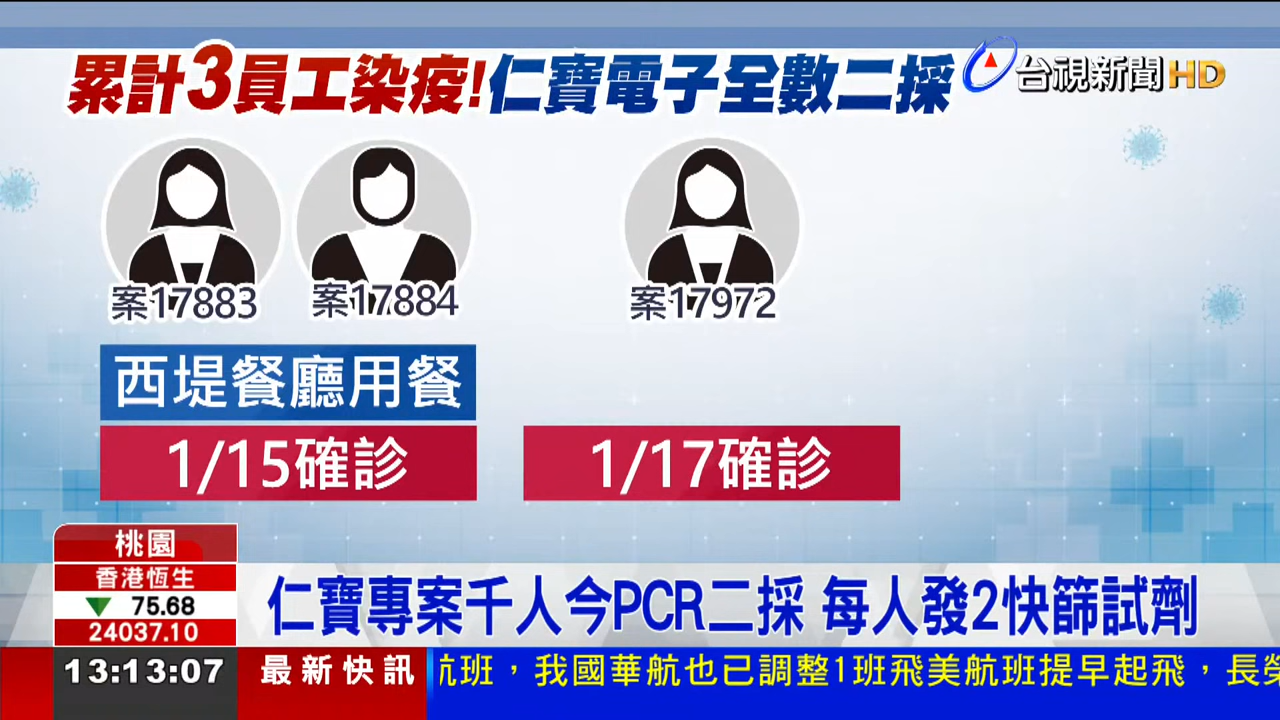 累計3員工染疫!仁寶電子全數二採
台視新聞HD
案17883
案17884
案17972
西堤餐廳用餐
1/15確診
1/17確診
桃園
香港恆生
▼ 75.68
24037.10
仁寶專案千人今PCR二採 每人發2快篩試劑
13:13:07
最新快訊
航班，我國華航也已調整1班飛美航班提早起飛，長榮